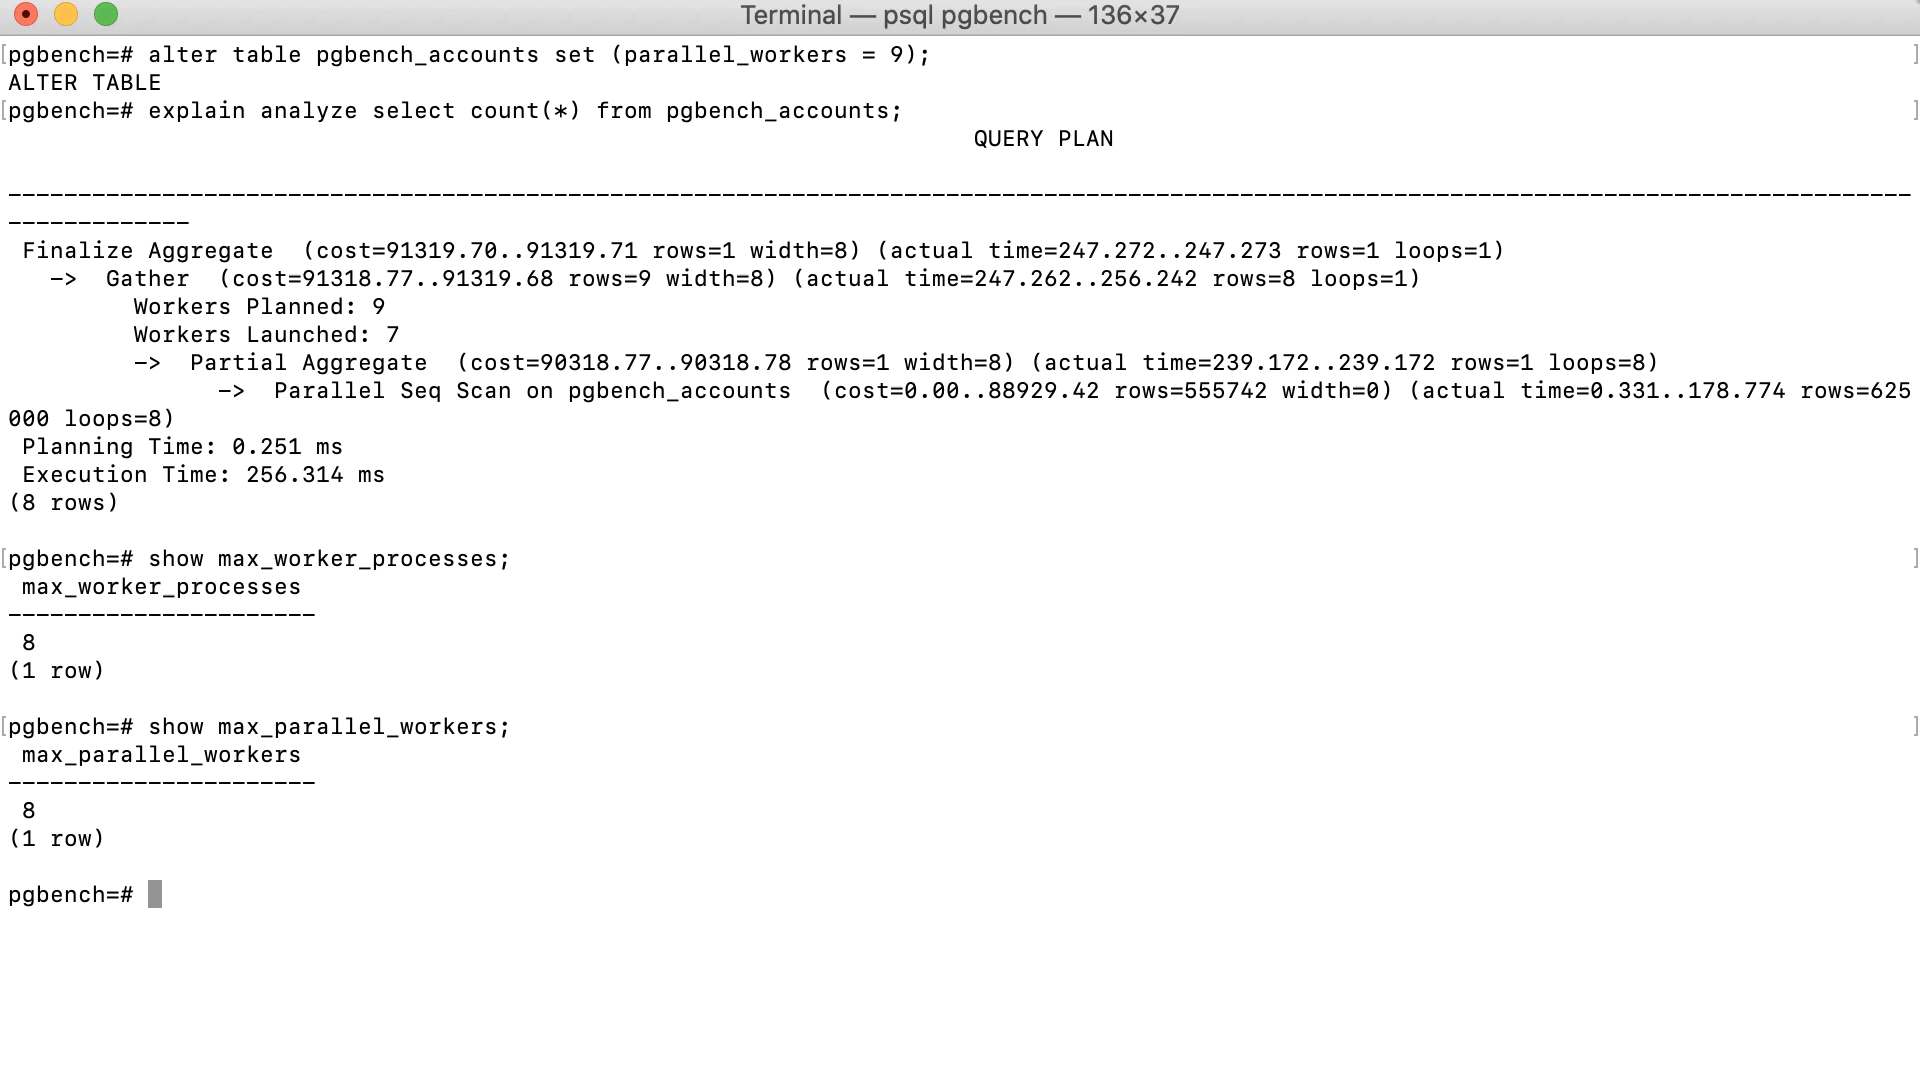 Terminal — psql pgbench — 136×37
[pgbench=# alter table pgbench_accounts set (parallel_workers = 9); ]
ALTER TABLE
[pgbench=# explain analyze select count(*) from pgbench_accounts; ]
QUERY PLAN
----------------------------------------------------------------------------------------------------------------------------------------
-------------
Finalize Aggregate  (cost=91319.70..91319.71 rows=1 width=8) (actual time=247.272..247.273 rows=1 loops=1)
->  Gather  (cost=91318.77..91319.68 rows=9 width=8) (actual time=247.262..256.242 rows=8 loops=1)
Workers Planned: 9
Workers Launched: 7
->  Partial Aggregate  (cost=90318.77..90318.78 rows=1 width=8) (actual time=239.172..239.172 rows=1 loops=8)
->  Parallel Seq Scan on pgbench_accounts  (cost=0.00..88929.42 rows=555742 width=0) (actual time=0.331..178.774 rows=625
000 loops=8)
Planning Time: 0.251 ms
Execution Time: 256.314 ms
(8 rows)
[pgbench=# show max_worker_processes; ]
max_worker_processes
----------------------
8
(1 row)
[pgbench=# show max_parallel_workers; ]
max_parallel_workers
----------------------
8
(1 row)
pgbench=#